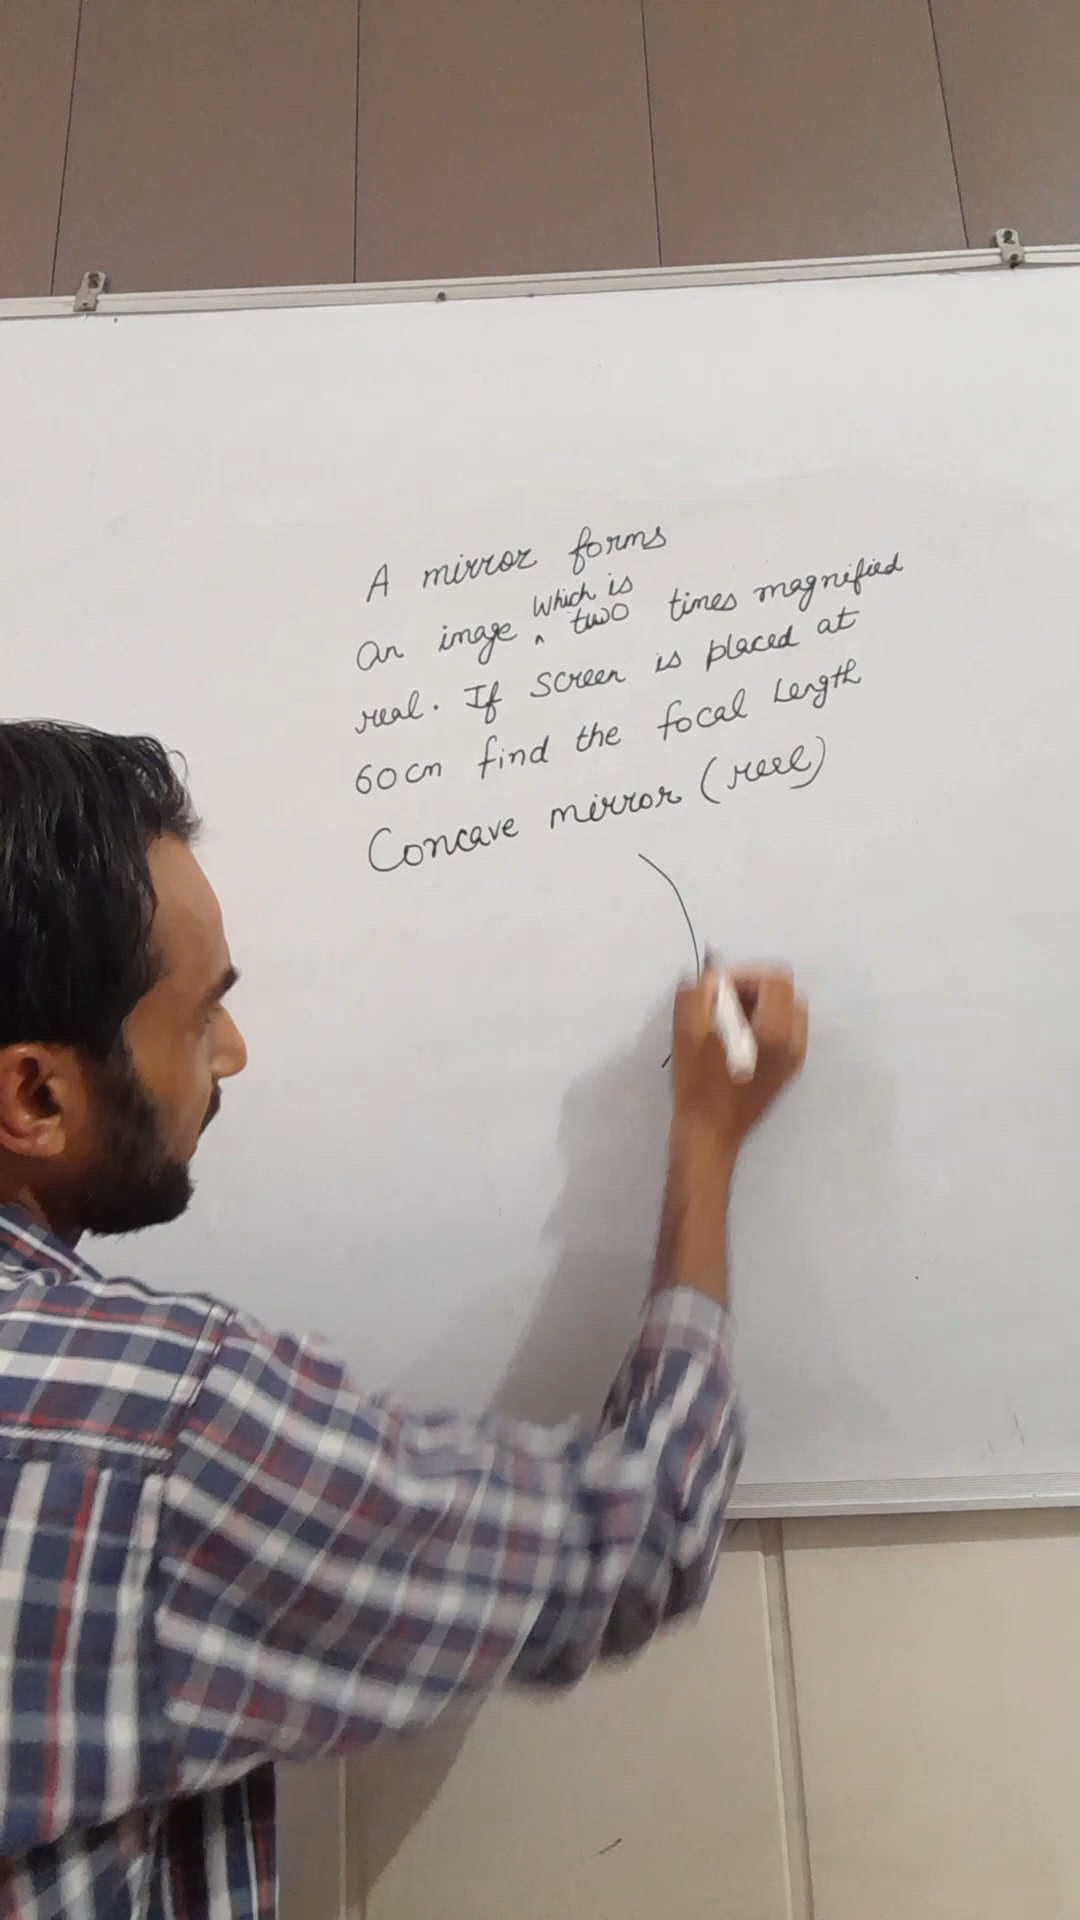 A mirror forms
an image ^ which is two times magnified
real. If Screen is placed at
60cm find the focal Length
Concave mirror (reel)